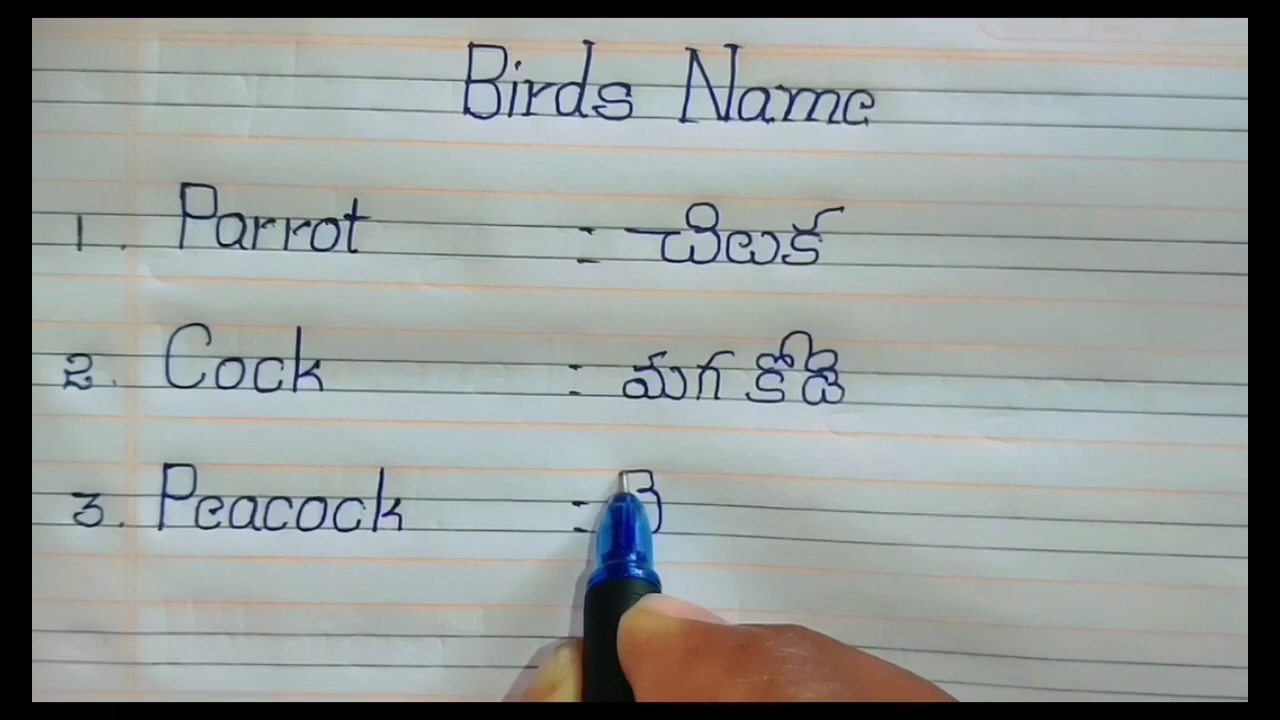 Birds Name
1. Parrot : చిలుక
2. Cock : మగ కోడి
3. Peacock :